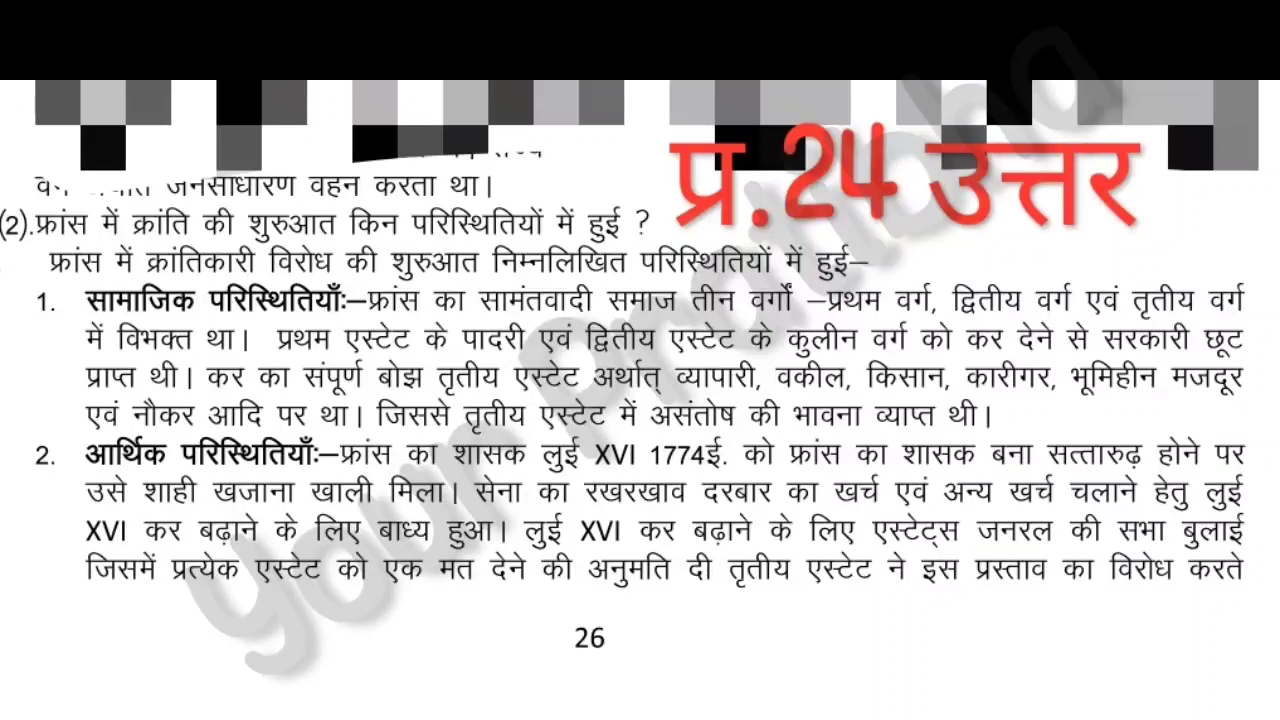 प्र.24 उत्तर
जनसाधारण वहन करता था।
(2).फ्रांस में क्रांति की शुरुआत किन परिस्थितियों में हुई ?
फ्रांस में क्रांतिकारी विरोध की शुरुआत निम्नलिखित परिस्थितियों में हुई–
1. सामाजिक परिस्थितियाँः–फ्रांस का सामंतवादी समाज तीन वर्गों –प्रथम वर्ग, द्वितीय वर्ग एवं तृतीय वर्ग
में विभक्त था। प्रथम एस्टेट के पादरी एवं द्वितीय एस्टेट के कुलीन वर्ग को कर देने से सरकारी छूट
प्राप्त थी। कर का संपूर्ण बोझ तृतीय एस्टेट अर्थात् व्यापारी, वकील, किसान, कारीगर, भूमिहीन मजदूर
एवं नौकर आदि पर था। जिससे तृतीय एस्टेट में असंतोष की भावना व्याप्त थी।
2. आर्थिक परिस्थितियाँः–फ्रांस का शासक लुई XVI 1774ई. को फ्रांस का शासक बना सत्तारुढ़ होने पर
उसे शाही खजाना खाली मिला। सेना का रखरखाव दरबार का खर्च एवं अन्य खर्च चलाने हेतु लुई
XVI कर बढ़ाने के लिए बाध्य हुआ। लुई XVI कर बढ़ाने के लिए एस्टेट्स जनरल की सभा बुलाई
जिसमें प्रत्येक एस्टेट को एक मत देने की अनुमति दी तृतीय एस्टेट ने इस प्रस्ताव का विरोध करते
26
Your Pratibha